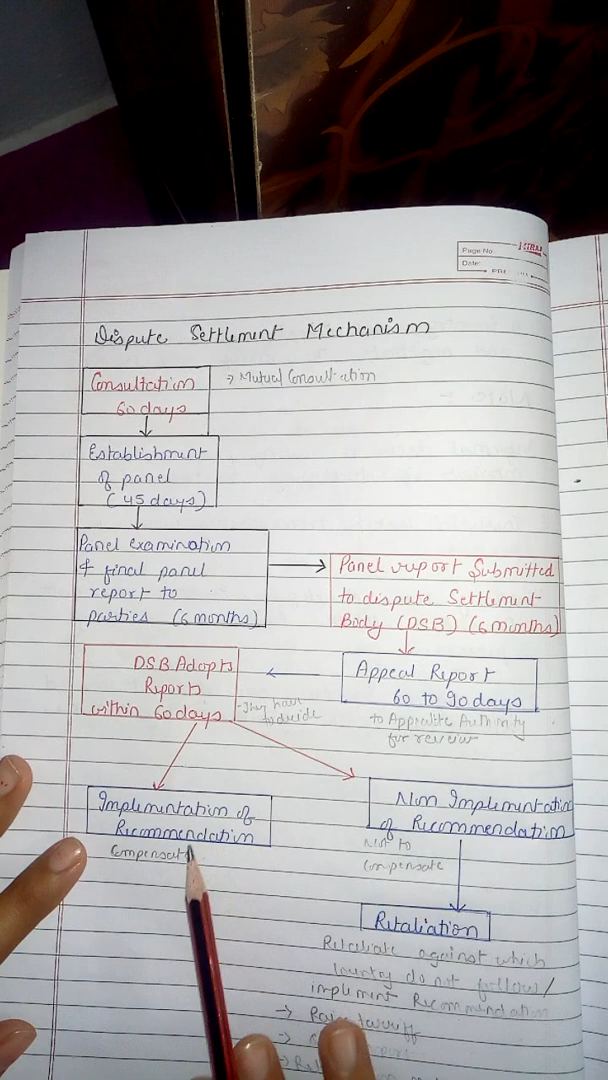 Page No
Date:
Dispute Settlement Mechanism
Consultation
60 days
→ Mutual Consultation
Establishment
of panel
(45 days)
Panel examination
& final panel
report to
parties (6 months)
Panel report Submitted
to dispute Settlement
Body (DSB) (6 months)
DSB Adopts
Reports
within 60 days
- They have
to decide
Appeal Report
60 to 90 days
to Appellate Authority
for review
Implementation of
Recommendation
Compensate
Non Implementation
of Recommendation
Not to
Compensate
Retaliation
Retaliate against which
Country do not follow/
implement Recommendation
→ Raise tariff